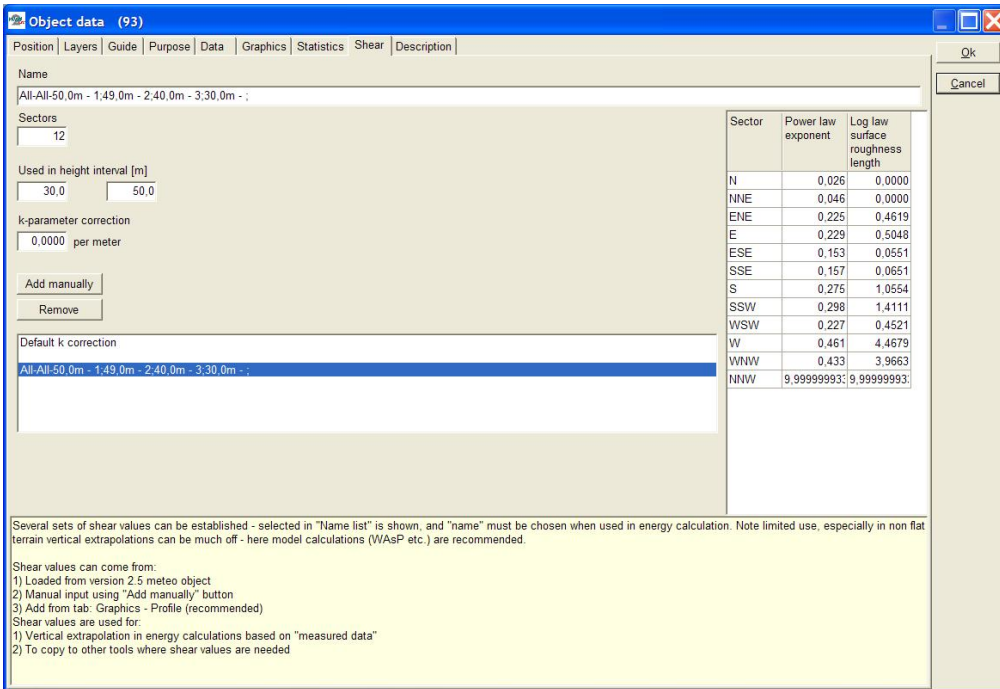 Object data (93)
Position Layers Guide Purpose Data Graphics Statistics Shear Description
Ok
Cancel
Name
All-All-50,0m - 1;49,0m - 2;40,0m - 3;30,0m - ;
Sectors
12
Used in height interval [m]
30,0 50,0
k-parameter correction
0,0000 per meter
Add manually
Remove
Default k correction
All-All-50,0m - 1;49,0m - 2;40,0m - 3;30,0m - ;
Sector Power law Log law
exponent surface
roughness
length
N 0,026 0,0000
NNE 0,046 0,0000
ENE 0,225 0,4619
E 0,229 0,5048
ESE 0,153 0,0551
SSE 0,157 0,0651
S 0,275 1,0554
SSW 0,298 1,4111
WSW 0,227 0,4521
W 0,461 4,4679
WNW 0,433 3,9663
NNW 9,99999993 9,99999993
Several sets of shear values can be established - selected in "Name list" is shown, and "name" must be chosen when used in energy calculation. Note limited use, especially in non flat
terrain vertical extrapolations can be much off - here model calculations (WAsP etc.) are recommended.
Shear values can come from:
1) Loaded from version 2.5 meteo object
2) Manual input using "Add manually" button
3) Add from tab: Graphics - Profile (recommended)
Shear values are used for:
1) Vertical extrapolation in energy calculations based on "measured data"
2) To copy to other tools where shear values are needed